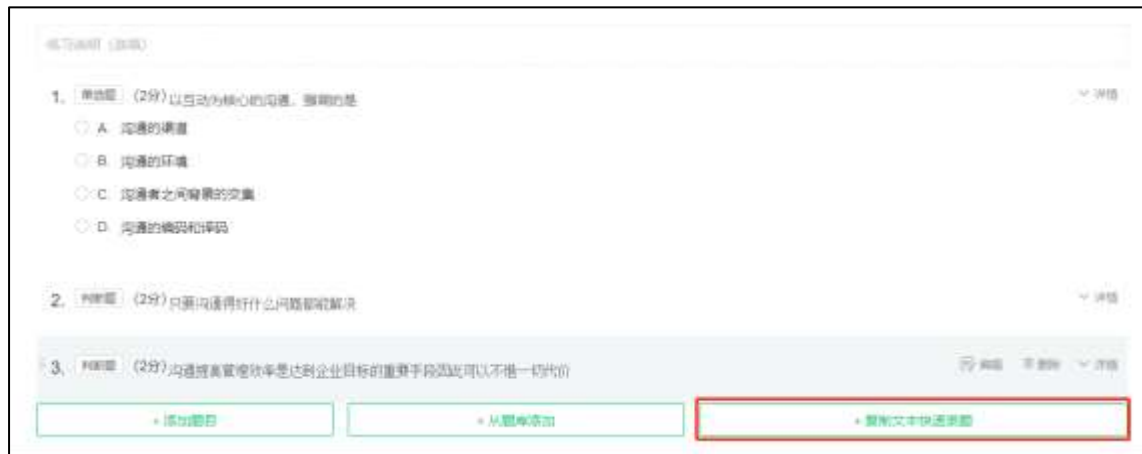 练习说明（选填）
1. 单选题 (2分) 以互动为核心的沟通，强调的是 详情
A. 沟通的渠道
B. 沟通的环境
C. 沟通者之间背景的交集
D. 沟通的编码和译码
2. 判断题 (2分) 只要沟通得好什么问题都能解决 详情
3. 判断题 (2分) 沟通提高管理效率是达到企业目标的重要手段因此可以不惜一切代价 编辑 删除 详情
+ 添加题目 + 从题库添加 + 复制文本快速录题